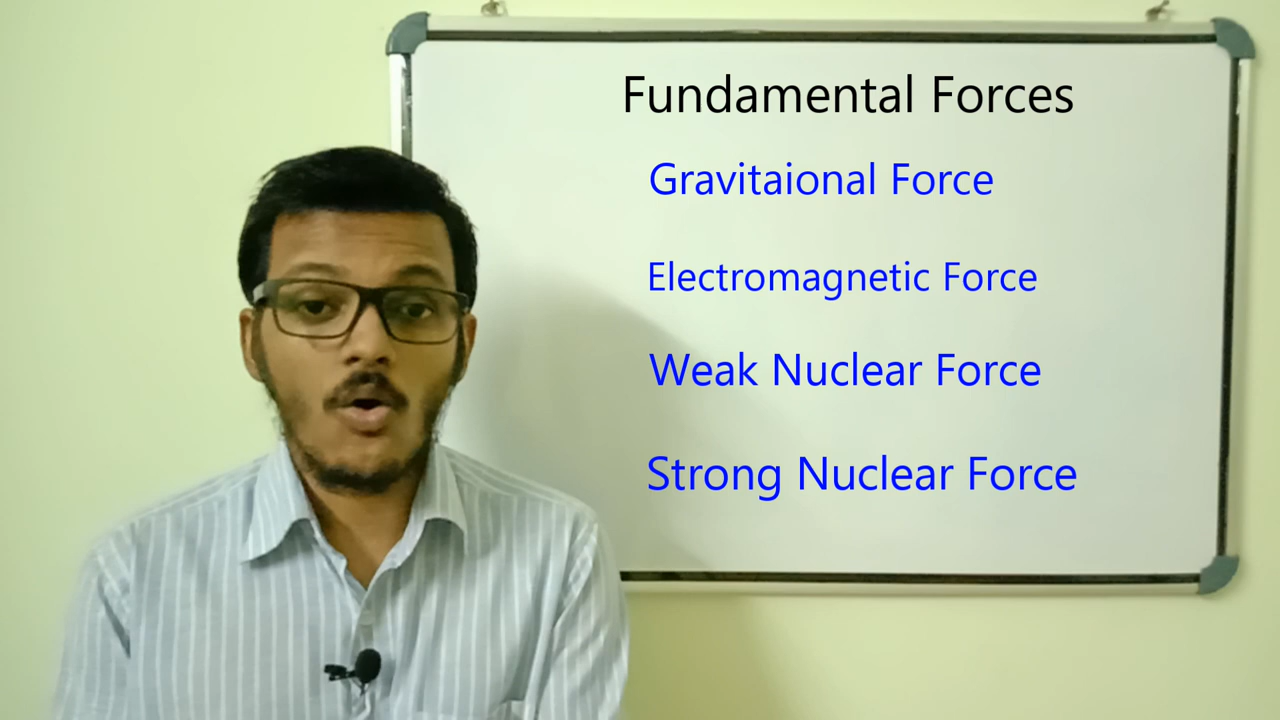 Fundamental Forces
Gravitaional Force
Electromagnetic Force
Weak Nuclear Force
Strong Nuclear Force